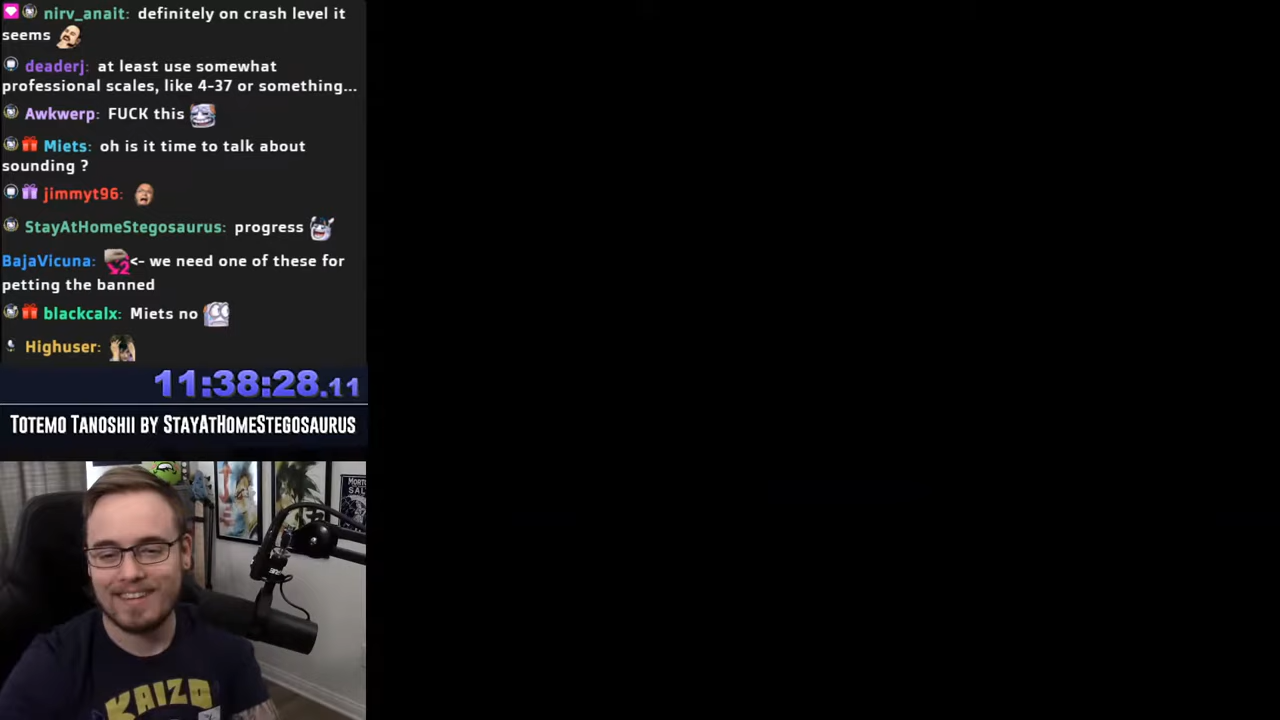 nirv_anait: definitely on crash level it
seems
deaderj: at least use somewhat
professional scales, like 4-37 or something...
Awkwerp: FUCK this
Miets: oh is it time to talk about
sounding ?
jimmyt96:
StayAtHomeStegosaurus: progress
BajaVicuna: 2 <- we need one of these for
petting the banned
blackcalx: Miets no
Highuser:
11:38:28.11
TOTEMO TANOSHII BY STAYATHOMESTEGOSAURUS
MORTON
SAL
KAIZO